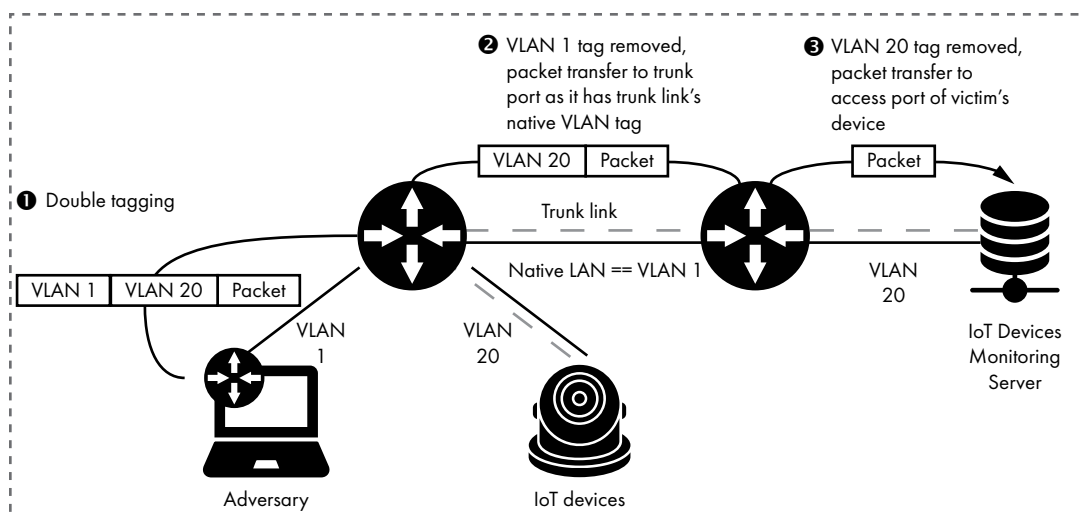 ❷ VLAN 1 tag removed,
packet transfer to trunk
port as it has trunk link's
native VLAN tag
❸ VLAN 20 tag removed,
packet transfer to
access port of victim's
device
VLAN 20 Packet
Packet
❶ Double tagging
Trunk link
Native LAN == VLAN 1
VLAN
20
VLAN 1 VLAN 20 Packet
VLAN
1
VLAN
20
IoT Devices
Monitoring
Server
Adversary
IoT devices